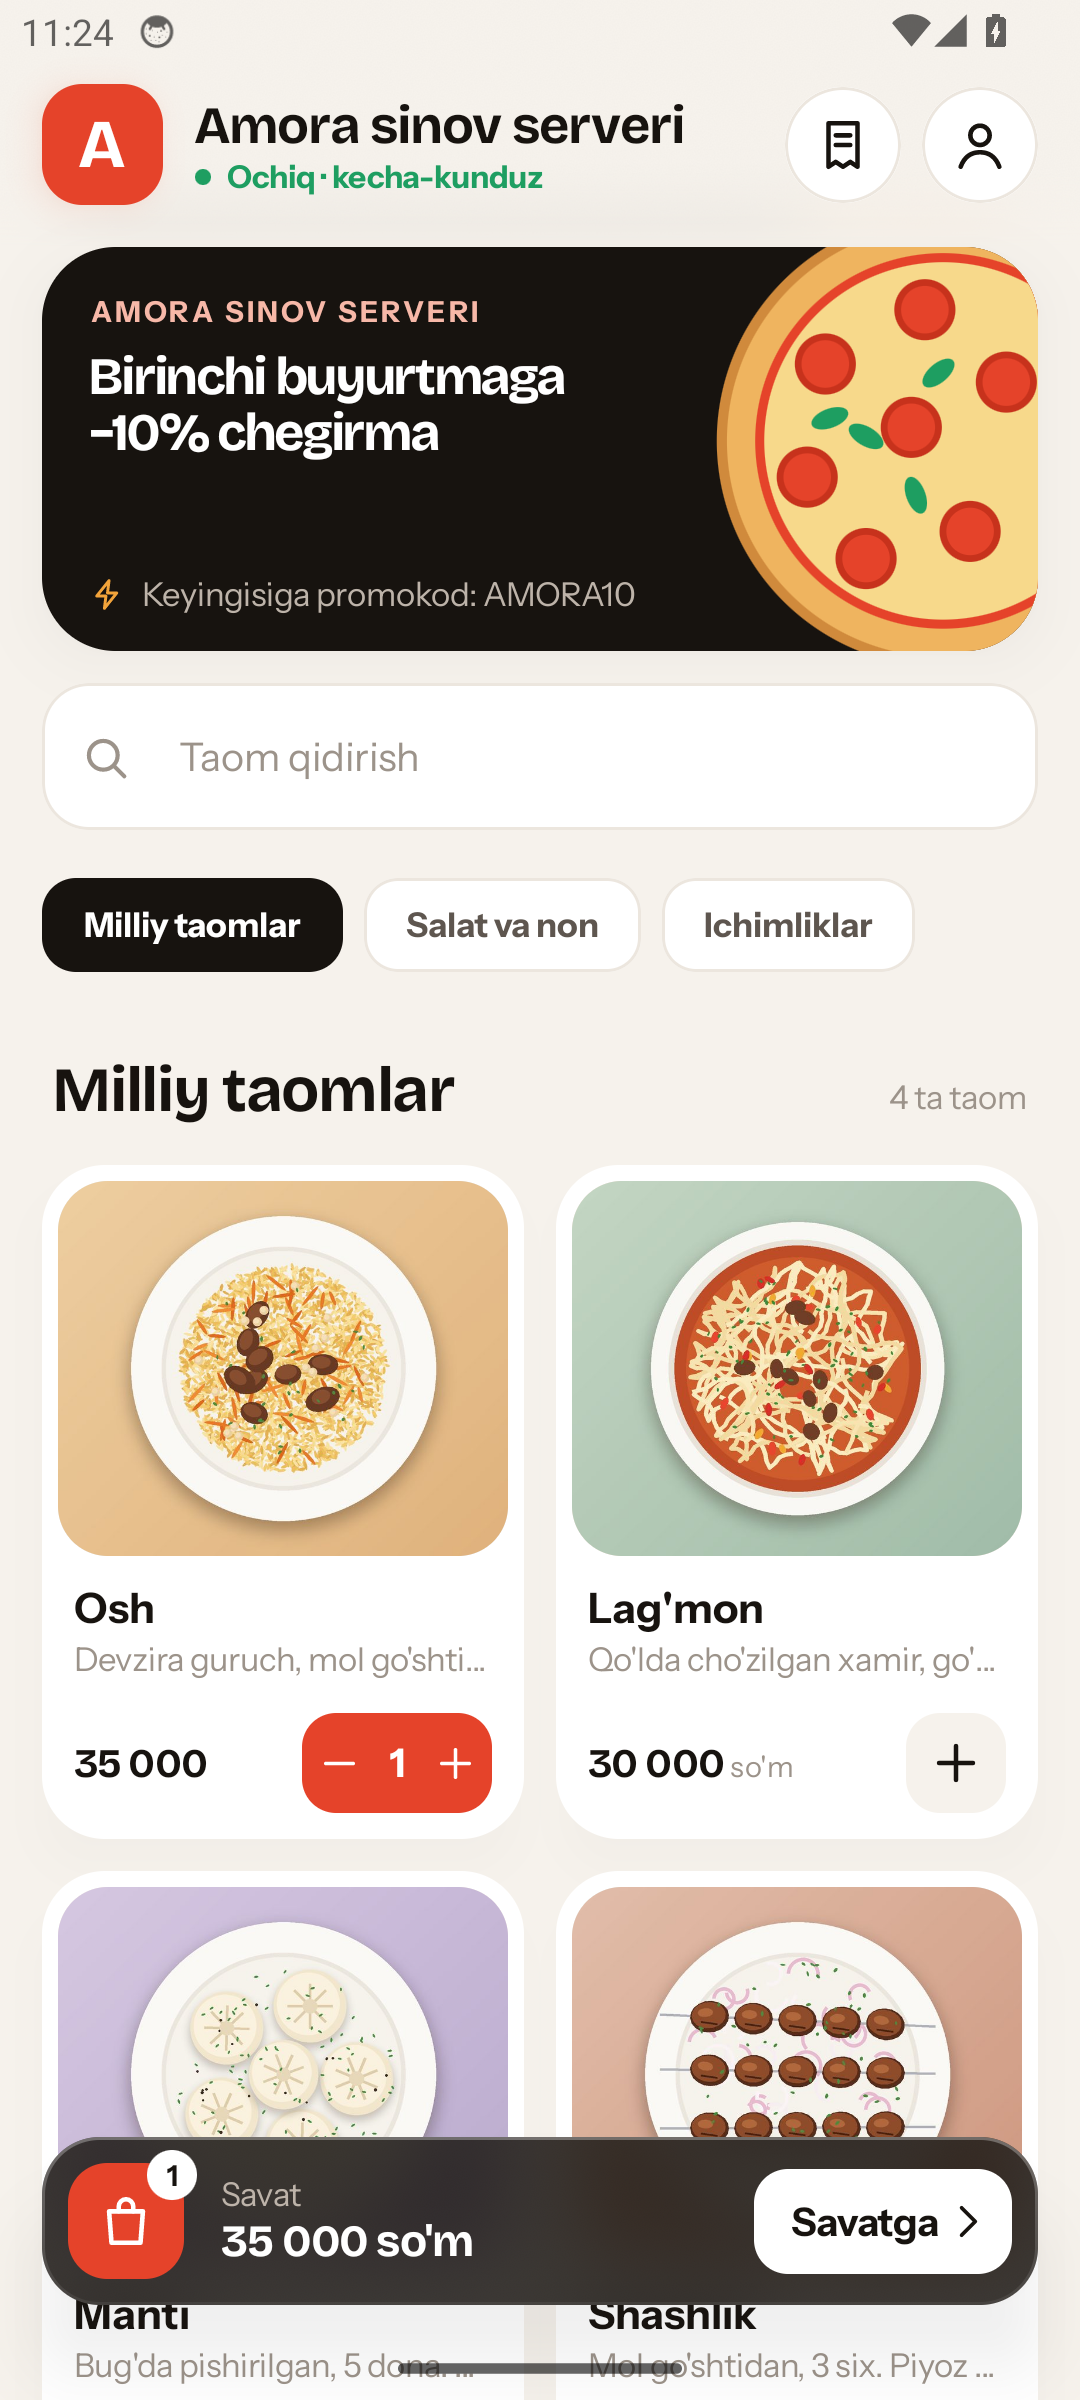 11:24
A
Amora sinov serveri
Ochiq · kecha-kunduz
AMORA SINOV SERVERI
Birinchi buyurtmaga
−10% chegirma
Keyingisiga promokod: AMORA10
Taom qidirish
Milliy taomlar
Salat va non
Ichimliklar
Milliy taomlar
4 ta taom
Osh
Devzira guruch, mol go'shti...
35 000
1
Lag'mon
Qo'lda cho'zilgan xamir, go'...
30 000 so'm
1
Savat
35 000 so'm
Savatga
Manti
Bug'da pishirilgan, 5 dona. ...
Shashlik
Mol go'shtidan, 3 six. Piyoz ...